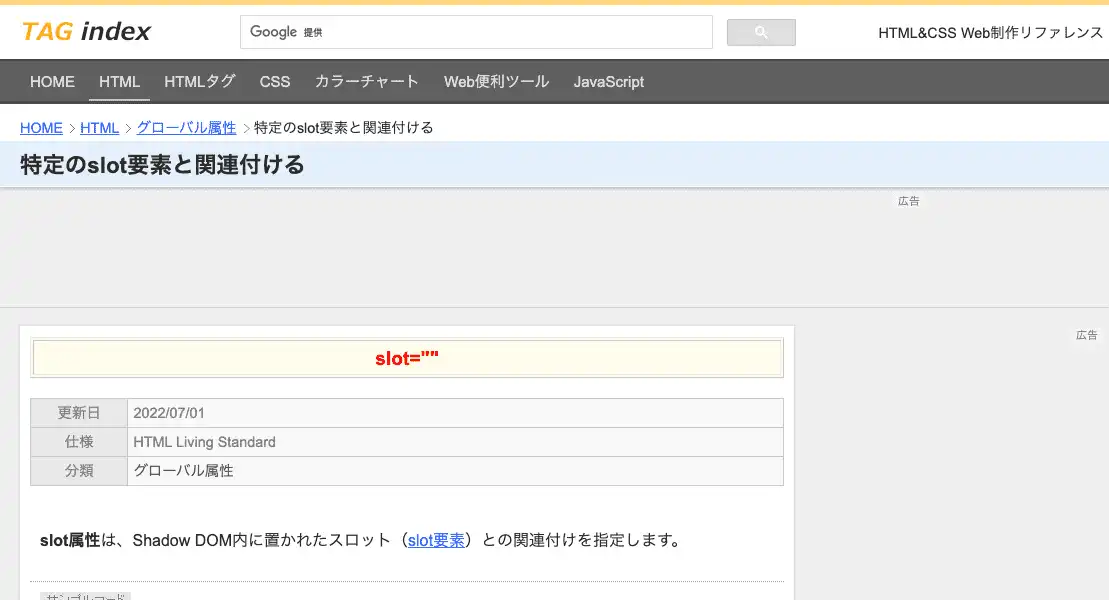 TAG index
Google 提供
HTML&CSS Web制作リファレンス
HOME HTML HTMLタグ CSS カラーチャート Web便利ツール JavaScript
HOME > HTML > グローバル属性 > 特定のslot要素と関連付ける
特定のslot要素と関連付ける
広告
広告
slot=""
更新日 2022/07/01
仕様 HTML Living Standard
分類 グローバル属性
slot属性は、Shadow DOM内に置かれたスロット（slot要素）との関連付けを指定します。
サンプルコード